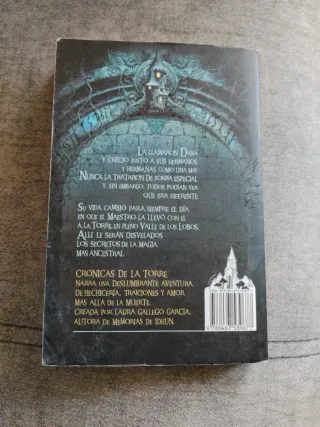 La llamaron Dana
y creció junto a sus hermanos
y hermanas como una más.
Nunca la trataron de forma especial
y, sin embargo, todos podían ver
que era diferente
Su vida cambió para siempre el día
en que el Maestro la llevó con él
a la Torre, en pleno Valle de los Lobos.
Allí le serán desvelados
los secretos de la magia
más ancestral
Crónicas de la Torre
narra una deslumbrante aventura
de hechicería, traiciones y amor
más allá de la muerte.
Creada por Laura Gallego García,
autora de Memorias de Idhún.